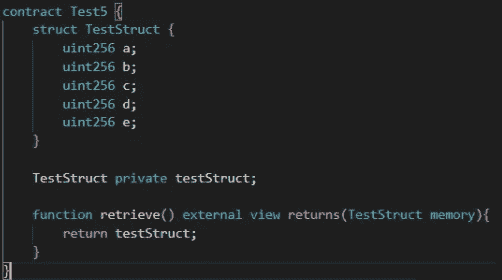 contract Test5 {
    struct TestStruct {
        uint256 a;
        uint256 b;
        uint256 c;
        uint256 d;
        uint256 e;
    }

    TestStruct private testStruct;

    function retrieve() external view returns(TestStruct memory){
        return testStruct;
    }
}